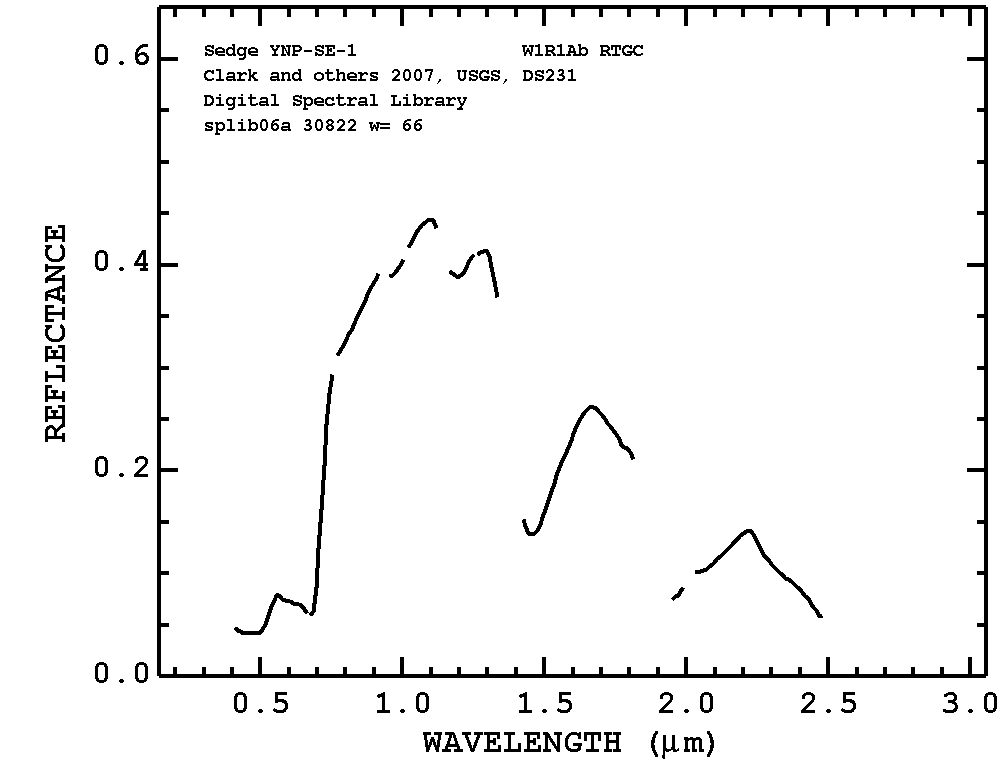 Sedge YNP-SE-1 W1R1Ab RTGC
Clark and others 2007, USGS, DS231
Digital Spectral Library
splib06a 30822 w= 66
0.6
0.4
0.2
0.0
REFLECTANCE
0.5 1.0 1.5 2.0 2.5 3.0
WAVELENGTH (μm)